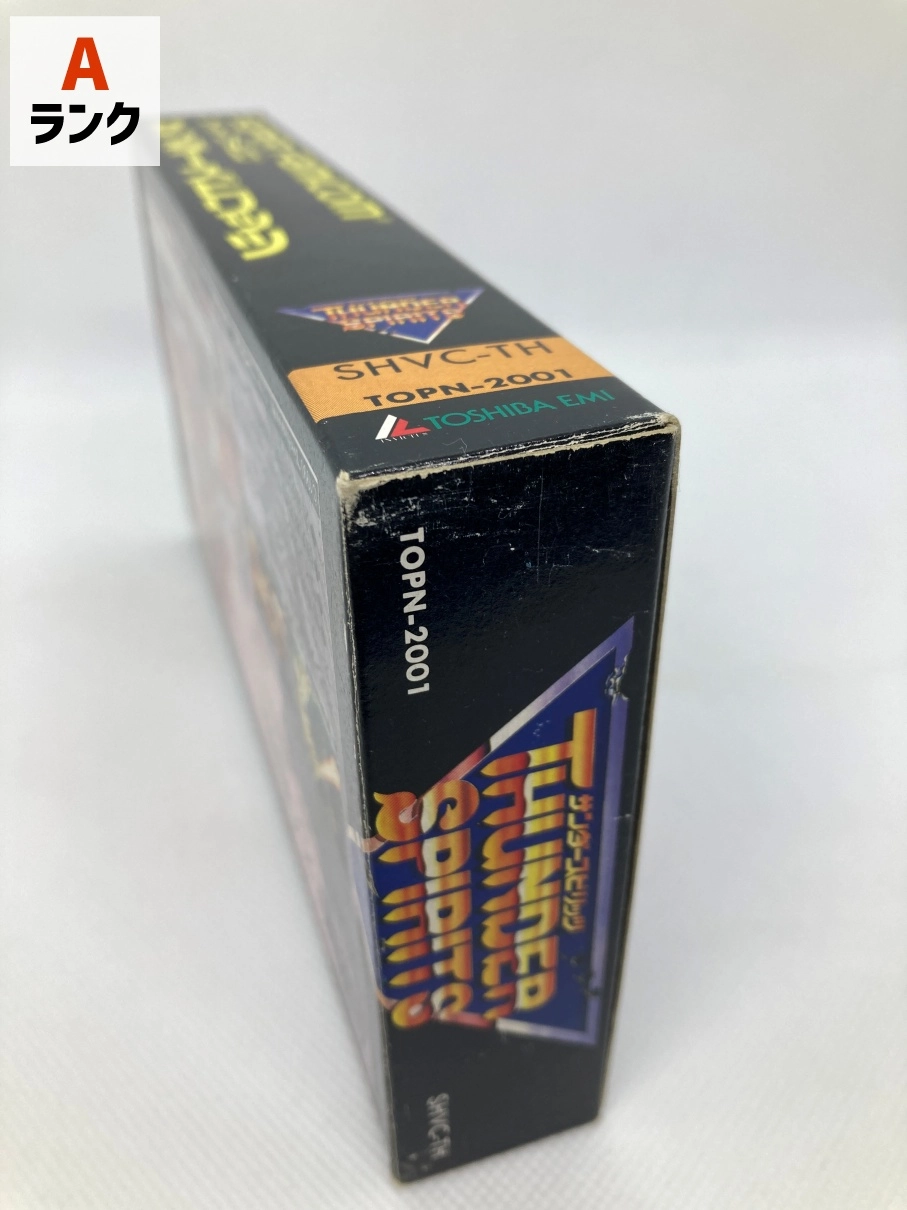 A
ランク
THUNDER
SPIRITS
SHVC-TH
TOPN-2001
TOSHIBA EMI
TOPN-2001
サンダースピリッツ
THUNDER
SPIRITS
SHVC-TH